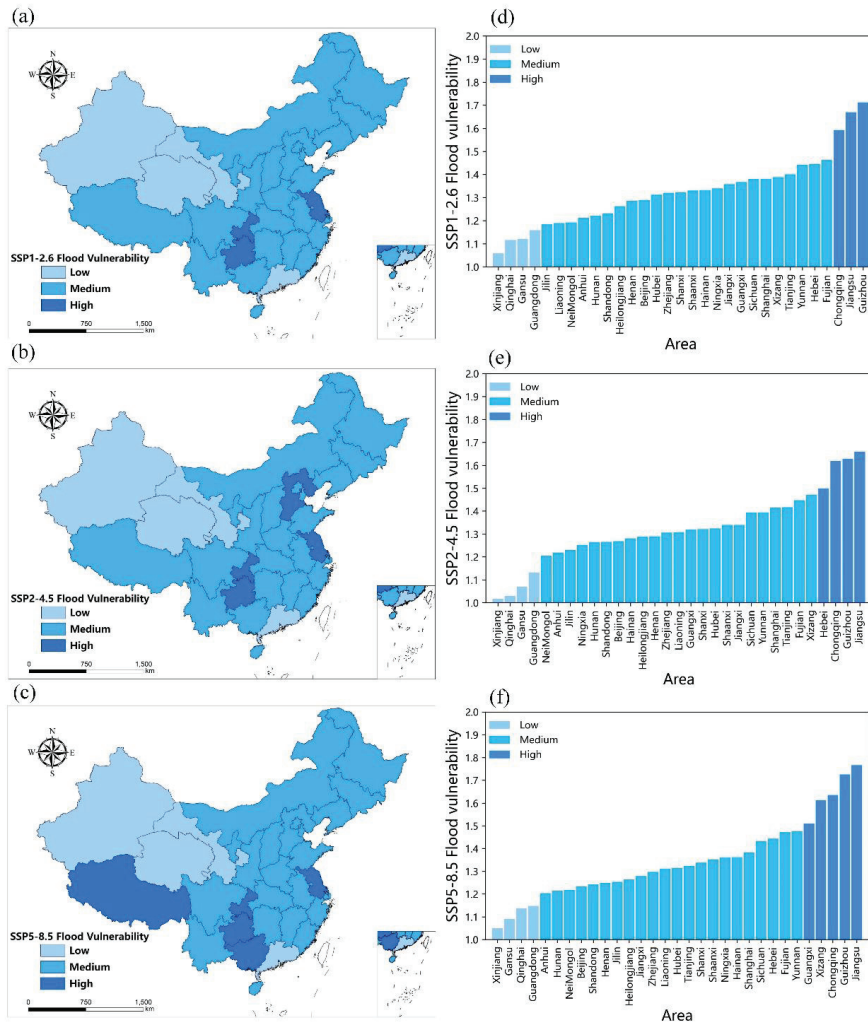 (a)
N
W E
S
SSP1-2.6 Flood Vulnerability
Low
Medium
High
0 750 1,500
km
(d)
SSP1-2.6 Flood vulnerability
2.0
1.9
1.8
1.7
1.6
1.5
1.4
1.3
1.2
1.1
1.0
Low
Medium
High
Xinjiang
Qinghai
Gansu
Guangdong
Jilin
Liaoning
NeiMongol
Anhui
Hunan
Shandong
Heilongjiang
Henan
Beijing
Hubei
Zhejiang
Shanxi
Shaanxi
Hainan
Ningxia
Jiangxi
Guangxi
Sichuan
Shanghai
Xizang
Tianjing
Yunnan
Hebei
Fujian
Chongqing
Jiangsu
Guizhou
Area
(b)
N
W E
S
SSP2-4.5 Flood Vulnerability
Low
Medium
High
0 750 1,500
km
(e)
SSP2-4.5 Flood vulnerability
2.0
1.9
1.8
1.7
1.6
1.5
1.4
1.3
1.2
1.1
1.0
Low
Medium
High
Xinjiang
Qinghai
Gansu
Guangdong
NeiMongol
Anhui
Jilin
Ningxia
Hunan
Shandong
Beijing
Hainan
Heilongjiang
Henan
Zhejiang
Liaoning
Guangxi
Shanxi
Hubei
Shaanxi
Jiangxi
Sichuan
Yunnan
Shanghai
Tianjing
Fujian
Xizang
Hebei
Chongqing
Guizhou
Jiangsu
Area
(c)
N
W E
S
SSP5-8.5 Flood Vulnerability
Low
Medium
High
0 750 1,500
km
(f)
SSP5-8.5 Flood vulnerability
2.0
1.9
1.8
1.7
1.6
1.5
1.4
1.3
1.2
1.1
1.0
Low
Medium
High
Xinjiang
Gansu
Qinghai
Guangdong
Anhui
Hunan
NeiMongol
Beijing
Shandong
Henan
Jilin
Heilongjiang
Jiangxi
Zhejiang
Liaoning
Hubei
Tianjing
Shanxi
Shaanxi
Ningxia
Hainan
Shanghai
Sichuan
Hebei
Fujian
Yunnan
Guangxi
Xizang
Chongqing
Guizhou
Jiangsu
Area